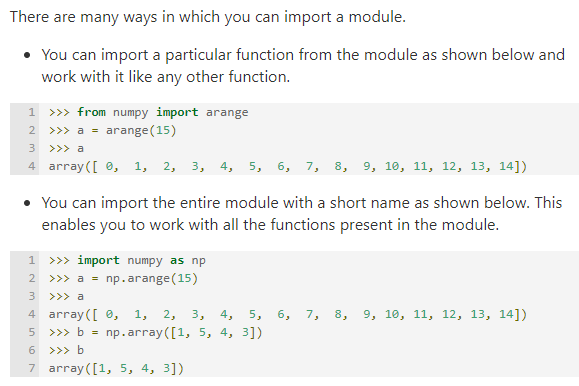 There are many ways in which you can import a module.
• You can import a particular function from the module as shown below and
work with it like any other function.
1 >>> from numpy import arange
2 >>> a = arange(15)
3 >>> a
4 array([ 0,  1,  2,  3,  4,  5,  6,  7,  8,  9, 10, 11, 12, 13, 14])
• You can import the entire module with a short name as shown below. This
enables you to work with all the functions present in the module.
1 >>> import numpy as np
2 >>> a = np.arange(15)
3 >>> a
4 array([ 0,  1,  2,  3,  4,  5,  6,  7,  8,  9, 10, 11, 12, 13, 14])
5 >>> b = np.array([1, 5, 4, 3])
6 >>> b
7 array([1, 5, 4, 3])